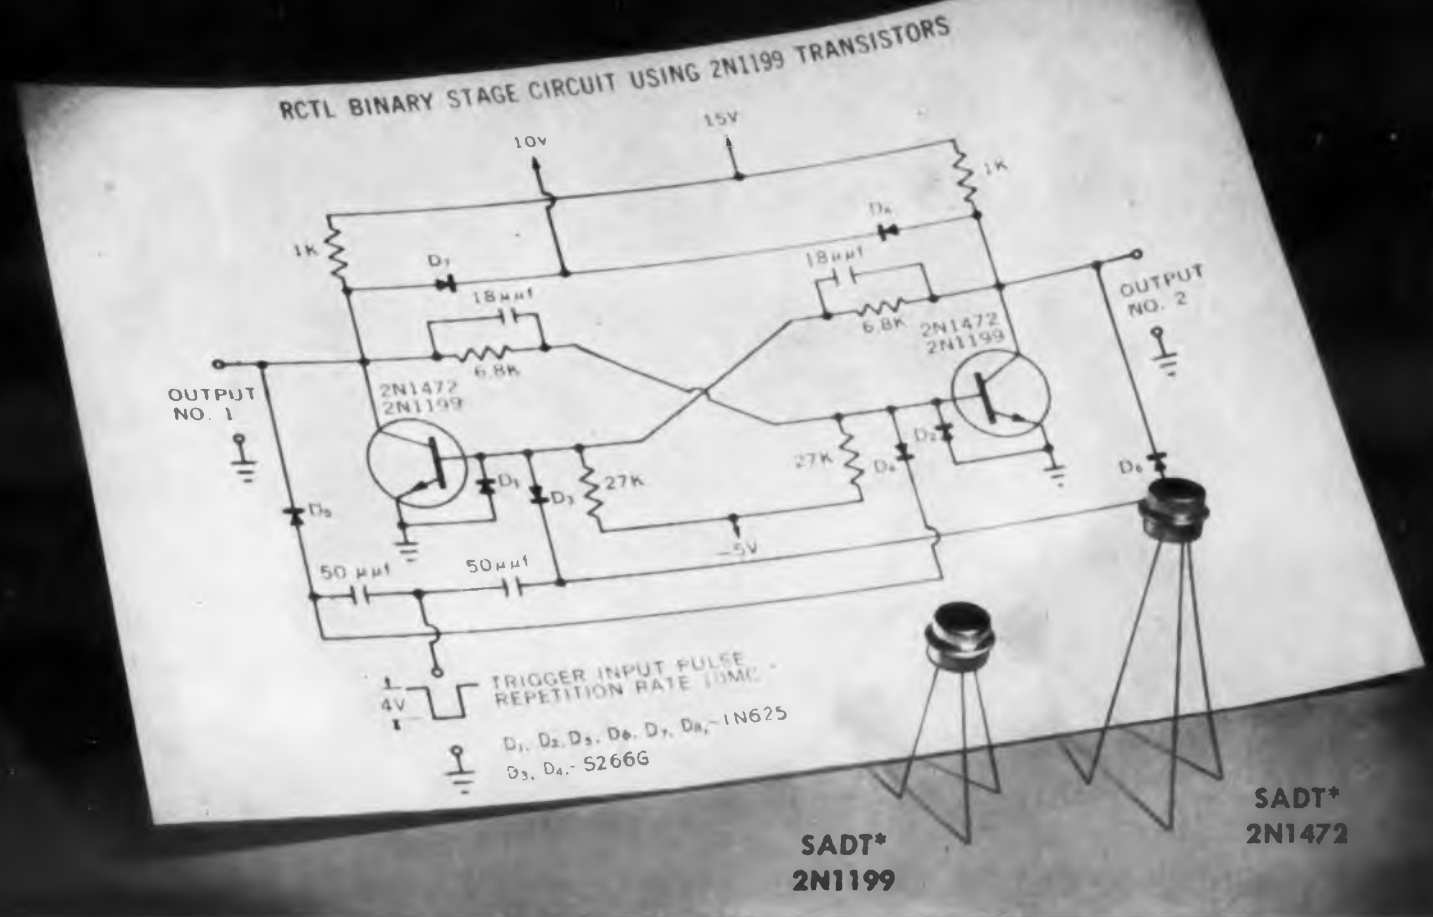 RCTL BINARY STAGE CIRCUIT USING 2N1199 TRANSISTORS
10V
15V
1K
1K
D₇
D₈
18μμf
18μμf
6.8K
6.8K
2N1472
2N1199
2N1472
2N1199
OUTPUT
NO. 1
OUTPUT
NO. 2
D₁
D₃
27K
27K
D₄
D₂
D₆
D₅
-5V
50 μμf
50μμf
4V
TRIGGER INPUT PULSE
REPETITION RATE 10MC
D₁, D₂, D₅, D₆, D₇, D₈,-1N625
D₃, D₄,- S266G
SADT*
2N1199
SADT*
2N1472